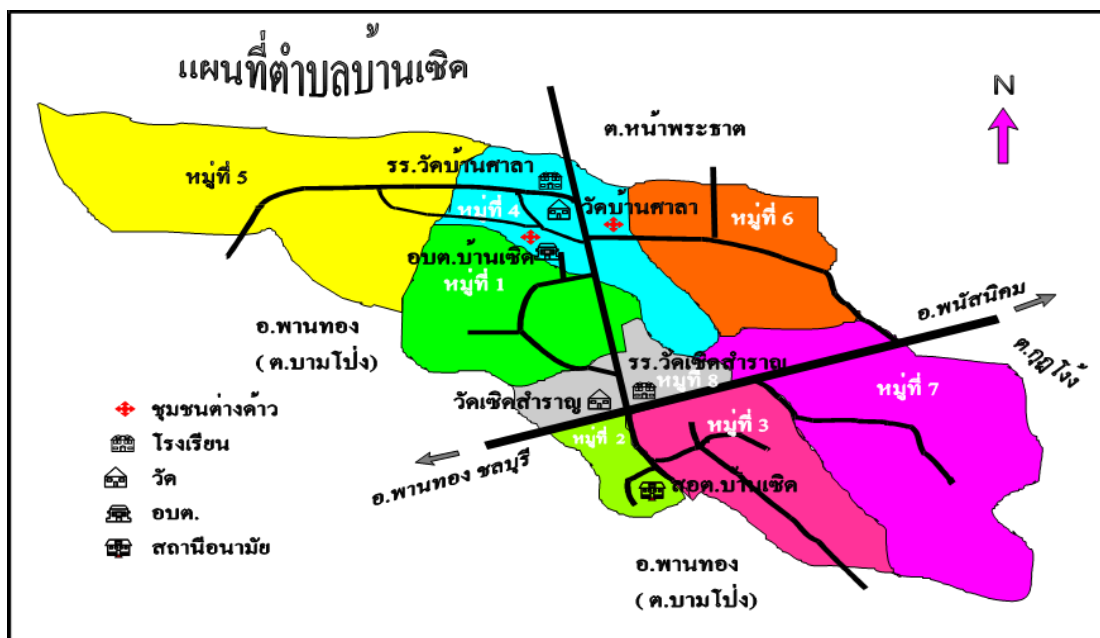 แผนที่ตำบลบ้านเซิด
N
ต.หน้าพระธาต
รร.วัดบ้านศาลา
หมู่ที่ 5
หมู่ที่ 4
วัดบ้านศาลา
หมู่ที่ 6
อบต.บ้านเซิด
หมู่ที่ 1
อ.พนัสนิคม
อ.พานทอง
(ต.บามโป่ง)
ต.กุฎโง้ง
รร.วัดเซิดสำราญ
หมู่ที่ 8
หมู่ที่ 7
วัดเซิดสำราญ
หมู่ที่ 3
หมู่ที่ 2
ชุมชนต่างด้าว
โรงเรียน
วัด
อบต.
สถานีอนามัย
อ.พานทอง ชลบุรี
สอต.บ้านเซิด
อ.พานทอง
(ต.บามโป่ง)